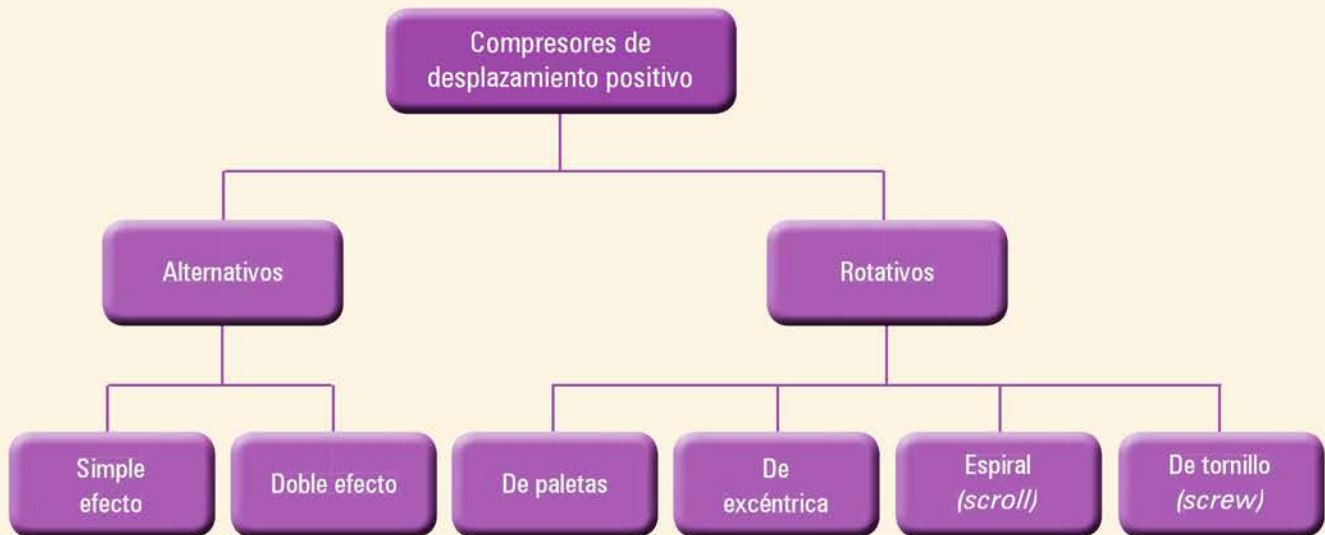 Compresores de
desplazamiento positivo
Alternativos
Rotativos
Simple
efecto
Doble efecto
De paletas
De
excéntrica
Espiral
(scroll)
De tornillo
(screw)